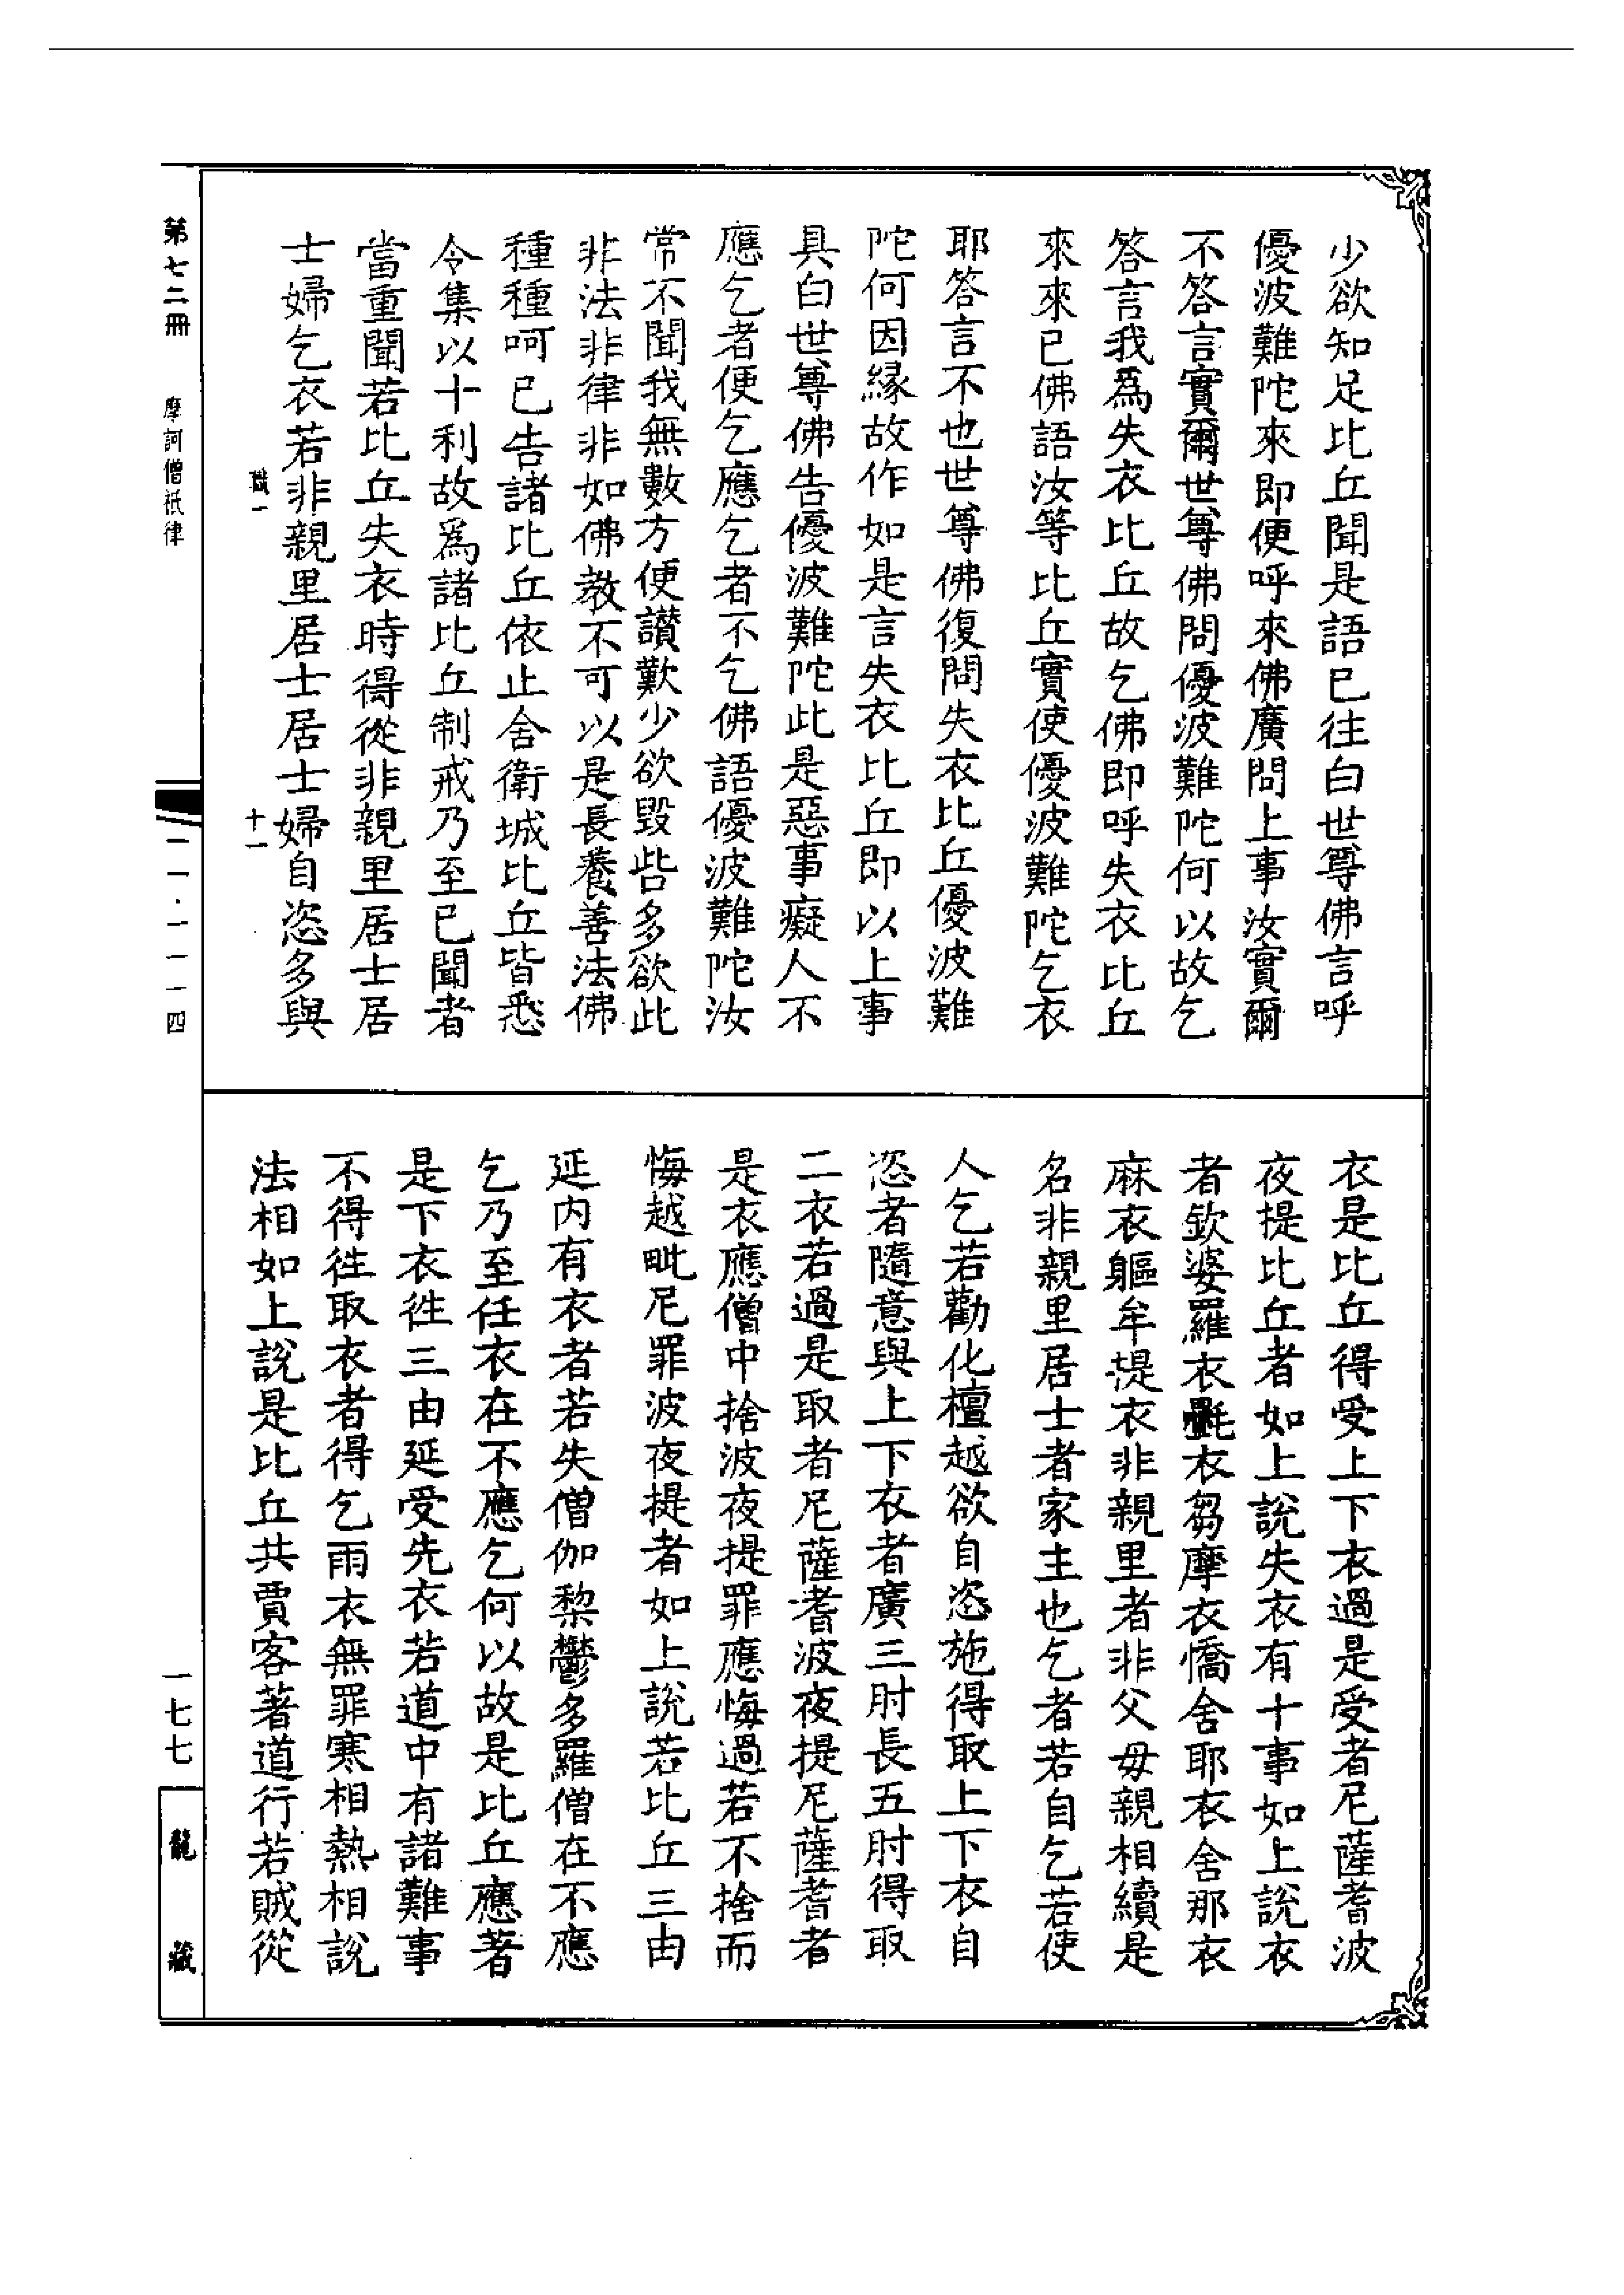 少欲知足比丘聞是語已往白世尊佛言呼
優波難陀來即便呼來佛廣問上事汝實爾
不答言實爾世尊佛問優波難陀何以故乞
答言我為失衣比丘故乞佛即呼失衣比丘
來來已佛語汝等比丘實使優波難陀乞衣
耶答言不也世尊佛復問失衣比丘優波難
陀何因緣故作如是言失衣比丘即以上事
具白世尊佛告優波難陀此是惡事癡人不
應乞者便乞應乞者不乞佛語優波難陀汝
常不聞我無數方便讚歎少欲毀呰多欲此
非法非律非如佛教不可以是長養善法佛
種種呵已告諸比丘依止舍衛城比丘皆悉
令集以十利故爲諸比丘制戒乃至已聞者
當重聞若比丘失衣時得從非親里居士居
士婦乞衣若非親里居士居士婦自恣多與
職一 十一
衣是比丘得受上下衣過是受者尼薩耆波
夜提比丘者如上說失衣有十事如上說衣
者欽婆羅衣氎衣芻摩衣憍舍耶衣舍那衣
麻衣軀牟提衣非親里者非父母親相續是
名非親里居士者家主也乞者若自乞若使
人乞若勸化檀越欲自恣施得取上下衣自
恣者隨意與上下衣者廣三肘長五肘得取
二衣若過是取者尼薩耆波夜提尼薩耆者
是衣應僧中捨波夜提罪應悔過若不捨而
悔越毗尼罪波夜提者如上說若比丘三由
延内有衣者若失僧伽梨鬱多羅僧在不應
乞乃至任衣在不應乞何以故是比丘應著
是下衣徃三由延受先衣若道中有諸難事
不得徃取衣者得乞雨衣無罪寒相熱相說
法相如上說是比丘共賈客著道行若賊從
第七二冊 摩訶僧祇律
二一·一一一四
一七七
龍藏